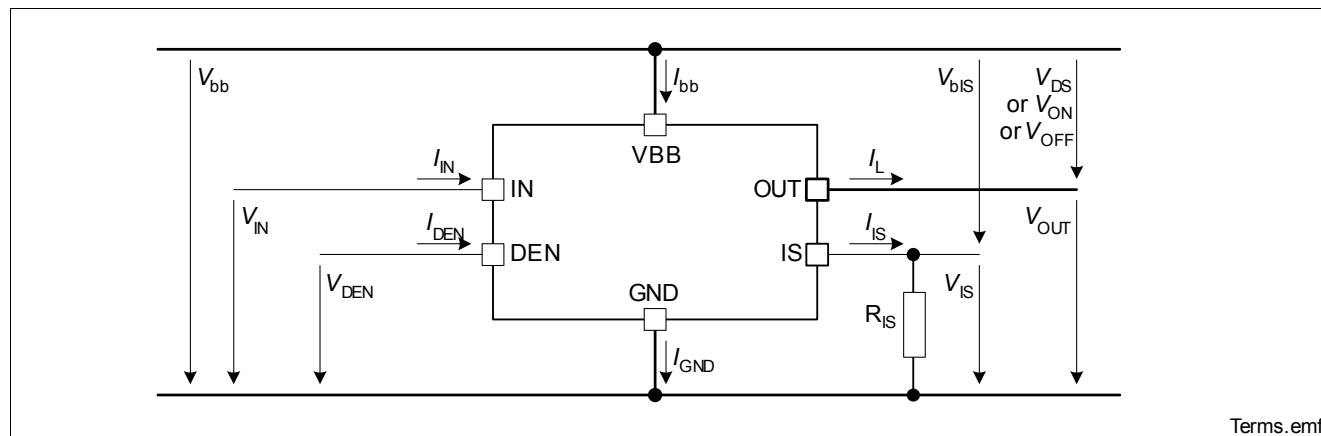 V_bb
I_bb
V_bIS
V_DS
or V_ON
or V_OFF
VBB
I_IN
IN
OUT
I_L
V_IN
I_DEN
DEN
IS
I_IS
V_OUT
V_DEN
GND
V_IS
R_IS
I_GND
Terms.emf